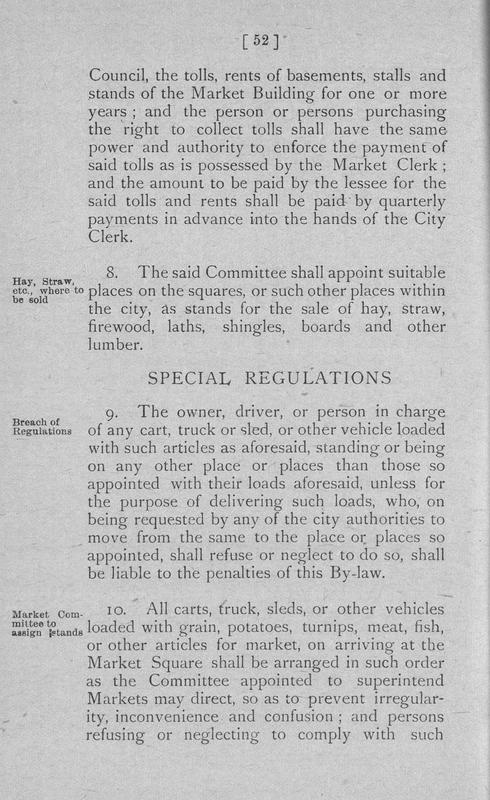 [ 52 ]
Council, the tolls, rents of basements, stalls and
stands of the Market Building for one or more
years ; and the person or persons purchasing
the right to collect tolls shall have the same
power and authority to enforce the payment of
said tolls as is possessed by the Market Clerk ;
and the amount to be paid by the lessee for the
said tolls and rents shall be paid by quarterly
payments in advance into the hands of the City
Clerk.
Hay, Straw,
etc., where to
be sold
8. The said Committee shall appoint suitable
places on the squares, or such other places within
the city, as stands for the sale of hay, straw,
firewood, laths, shingles, boards and other
lumber.
SPECIAL REGULATIONS
Breach of
Regulations
9. The owner, driver, or person in charge
of any cart, truck or sled, or other vehicle loaded
with such articles as aforesaid, standing or being
on any other place or places than those so
appointed with their loads aforesaid, unless for
the purpose of delivering such loads, who, on
being requested by any of the city authorities to
move from the same to the place or places so
appointed, shall refuse or neglect to do so, shall
be liable to the penalties of this By-law.
Market Com-
mittee to
assign stands
10. All carts, truck, sleds, or other vehicles
loaded with grain, potatoes, turnips, meat, fish,
or other articles for market, on arriving at the
Market Square shall be arranged in such order
as the Committee appointed to superintend
Markets may direct, so as to prevent irregular-
ity, inconvenience and confusion ; and persons
refusing or neglecting to comply with such